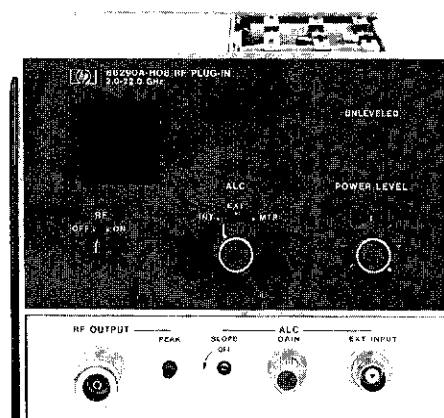 hp 86290A-H08 RF PLUG-IN
2.0-22.0 GHz
UNLEVELED
ALC
POWER LEVEL
RF
EXT
OFF ON
INT MTR
RF OUTPUT
ALC
PEAK
SLOPE
GAIN
EXT INPUT
OFF